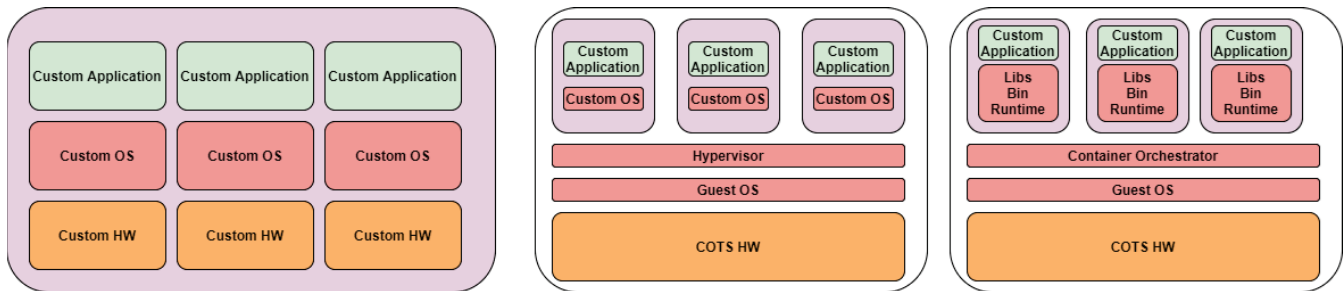 Custom Application
Custom Application
Custom Application
Custom OS
Custom OS
Custom OS
Custom HW
Custom HW
Custom HW
Custom
Application
Custom OS
Custom
Application
Custom OS
Custom
Application
Custom OS
Hypervisor
Guest OS
COTS HW
Custom
Application
Libs
Bin
Runtime
Custom
Application
Libs
Bin
Runtime
Custom
Application
Libs
Bin
Runtime
Container Orchestrator
Guest OS
COTS HW